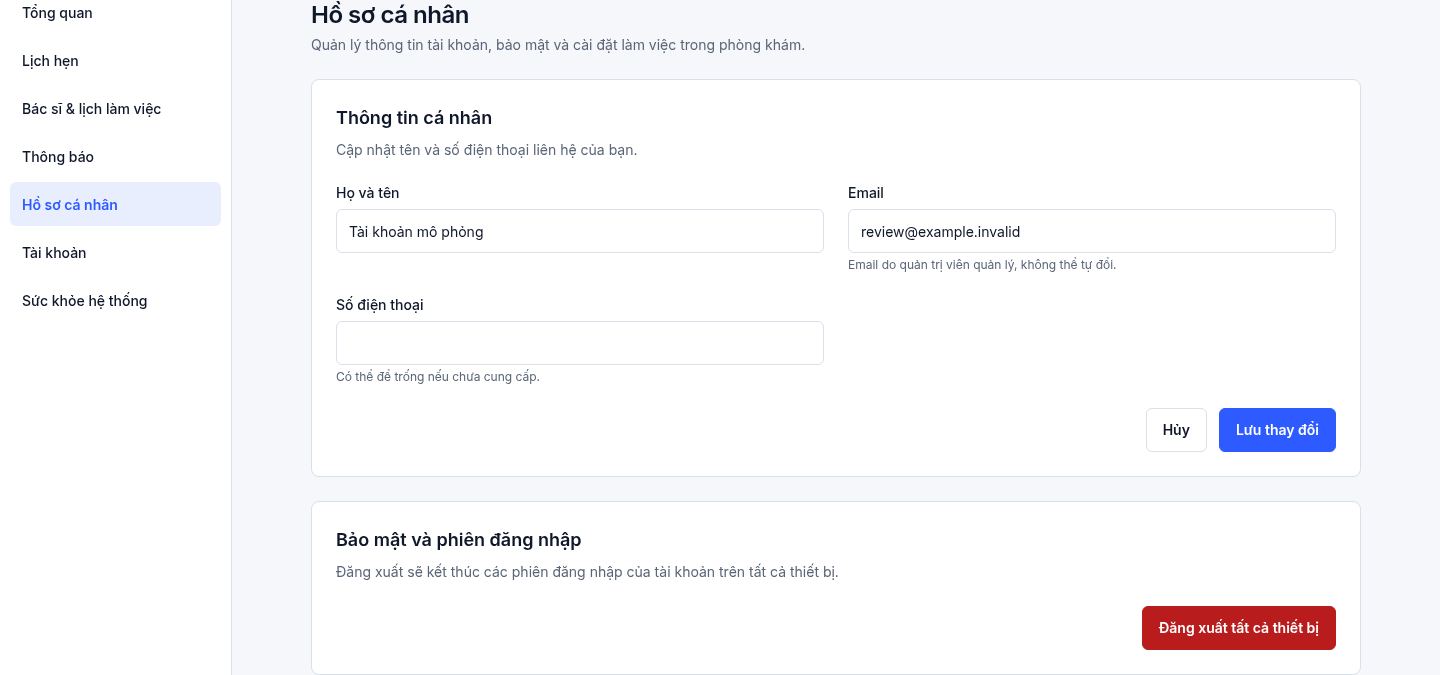 Tổng quan
Lịch hẹn
Bác sĩ & lịch làm việc
Thông báo
Hồ sơ cá nhân
Tài khoản
Sức khỏe hệ thống
Hồ sơ cá nhân
Quản lý thông tin tài khoản, bảo mật và cài đặt làm việc trong phòng khám.
Thông tin cá nhân
Cập nhật tên và số điện thoại liên hệ của bạn.
Họ và tên
Tài khoản mô phỏng
Email
review@example.invalid
Email do quản trị viên quản lý, không thể tự đổi.
Số điện thoại
Có thể để trống nếu chưa cung cấp.
Hủy
Lưu thay đổi
Bảo mật và phiên đăng nhập
Đăng xuất sẽ kết thúc các phiên đăng nhập của tài khoản trên tất cả thiết bị.
Đăng xuất tất cả thiết bị